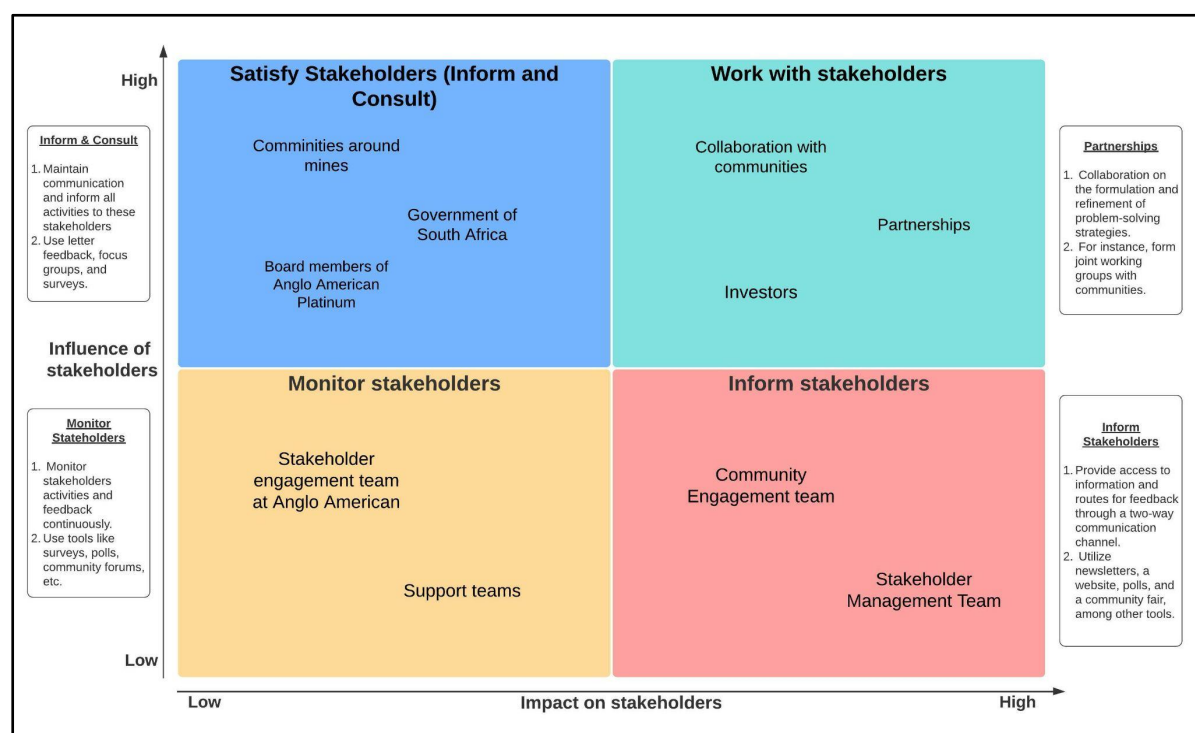 High
Satisfy Stakeholders (Inform and
Consult)
Comminities around
mines
Government of
South Africa
Board members of
Anglo American
Platinum
Work with stakeholders
Collaboration with
communities
Partnerships
Investors
Inform & Consult
1. Maintain
communication
and inform all
activities to these
stakeholders
2. Use letter
feedback, focus
groups, and
surveys.
Partnerships
1. Collaboration on
the formulation and
refinement of
problem-solving
strategies.
2. For instance, form
joint working
groups with
communities.
Influence of
stakeholders
Monitor stakeholders
Stakeholder
engagement team
at Anglo American
Support teams
Inform stakeholders
Community
Engagement team
Stakeholder
Management Team
Monitor
Stateholders
1. Monitor
stakeholders
activities and
feedback
continuously.
2. Use tools like
surveys, polls,
community forums,
etc.
Inform
Stakeholders
1. Provide access to
information and
routes for feedback
through a two-way
communication
channel.
2. Utilize
newsletters, a
website, polls, and
a community fair,
among other tools.
Low
Low
Impact on stakeholders
High